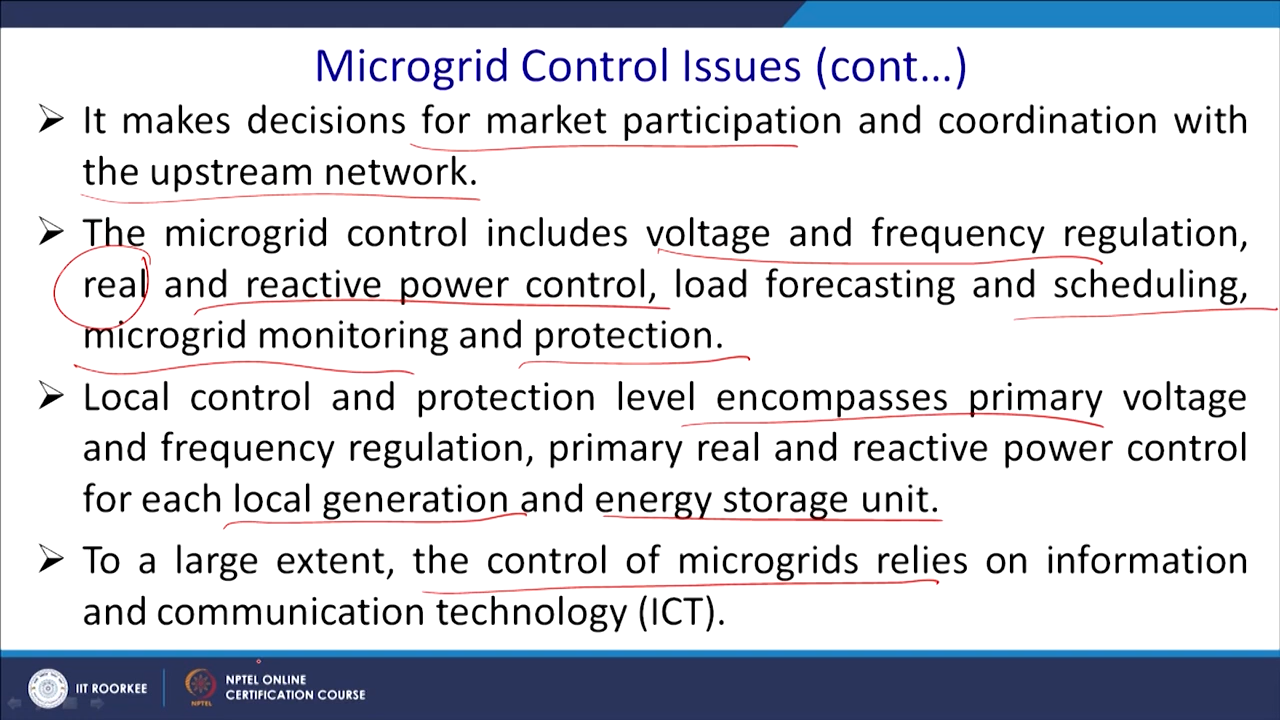 Microgrid Control Issues (cont...)
➢ It makes decisions for market participation and coordination with
the upstream network.
➢ The microgrid control includes voltage and frequency regulation,
real and reactive power control, load forecasting and scheduling,
microgrid monitoring and protection.
➢ Local control and protection level encompasses primary voltage
and frequency regulation, primary real and reactive power control
for each local generation and energy storage unit.
➢ To a large extent, the control of microgrids relies on information
and communication technology (ICT).
IIT ROORKEE
NPTEL
NPTEL ONLINE
CERTIFICATION COURSE